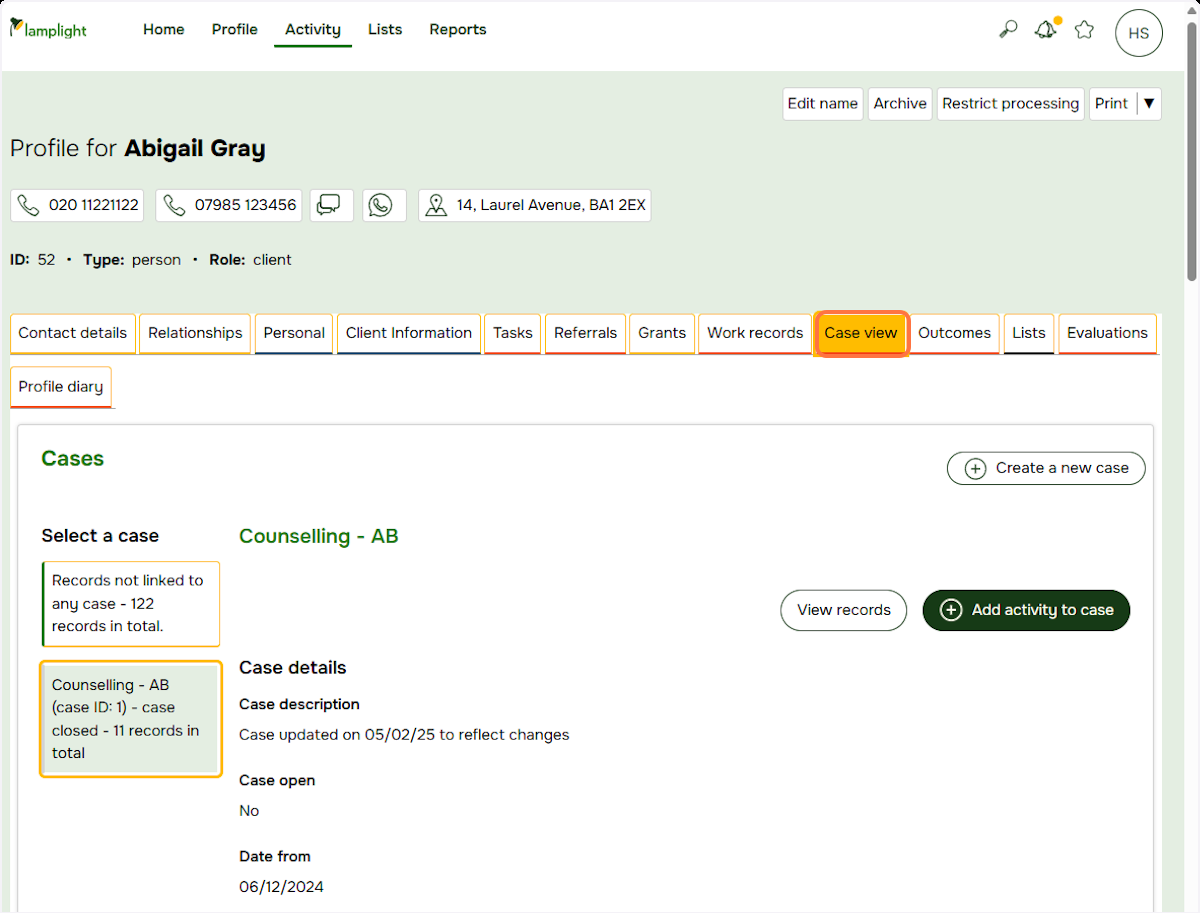 lamplight
Home Profile Activity Lists Reports
HS
Edit name Archive Restrict processing Print ▼
Profile for Abigail Gray
020 11221122 07985 123456 14, Laurel Avenue, BA1 2EX
ID: 52 • Type: person • Role: client
Contact details Relationships Personal Client Information Tasks Referrals Grants Work records Case view Outcomes Lists Evaluations
Profile diary
Cases
Create a new case
Select a case
Counselling - AB
Records not linked to
any case - 122
records in total.
View records Add activity to case
Counselling - AB
(case ID: 1) - case
closed - 11 records in
total
Case details
Case description
Case updated on 05/02/25 to reflect changes
Case open
No
Date from
06/12/2024